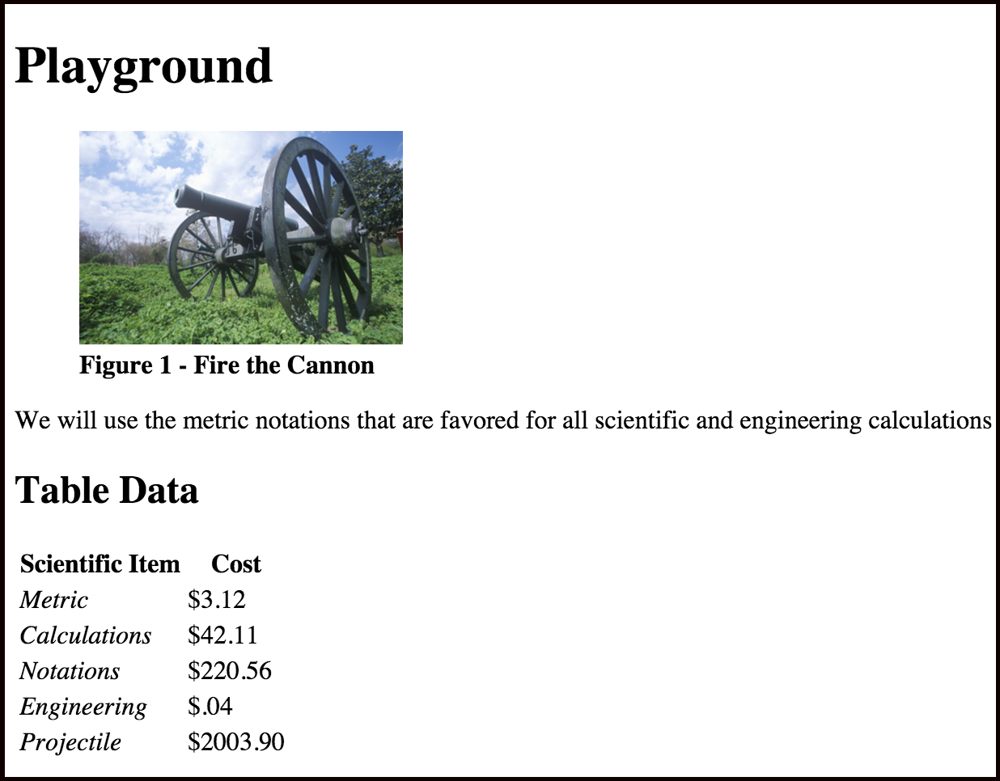 Playground
Figure 1 - Fire the Cannon
We will use the metric notations that are favored for all scientific and engineering calculations
Table Data
Scientific Item Cost
Metric $3.12
Calculations $42.11
Notations $220.56
Engineering $.04
Projectile $2003.90